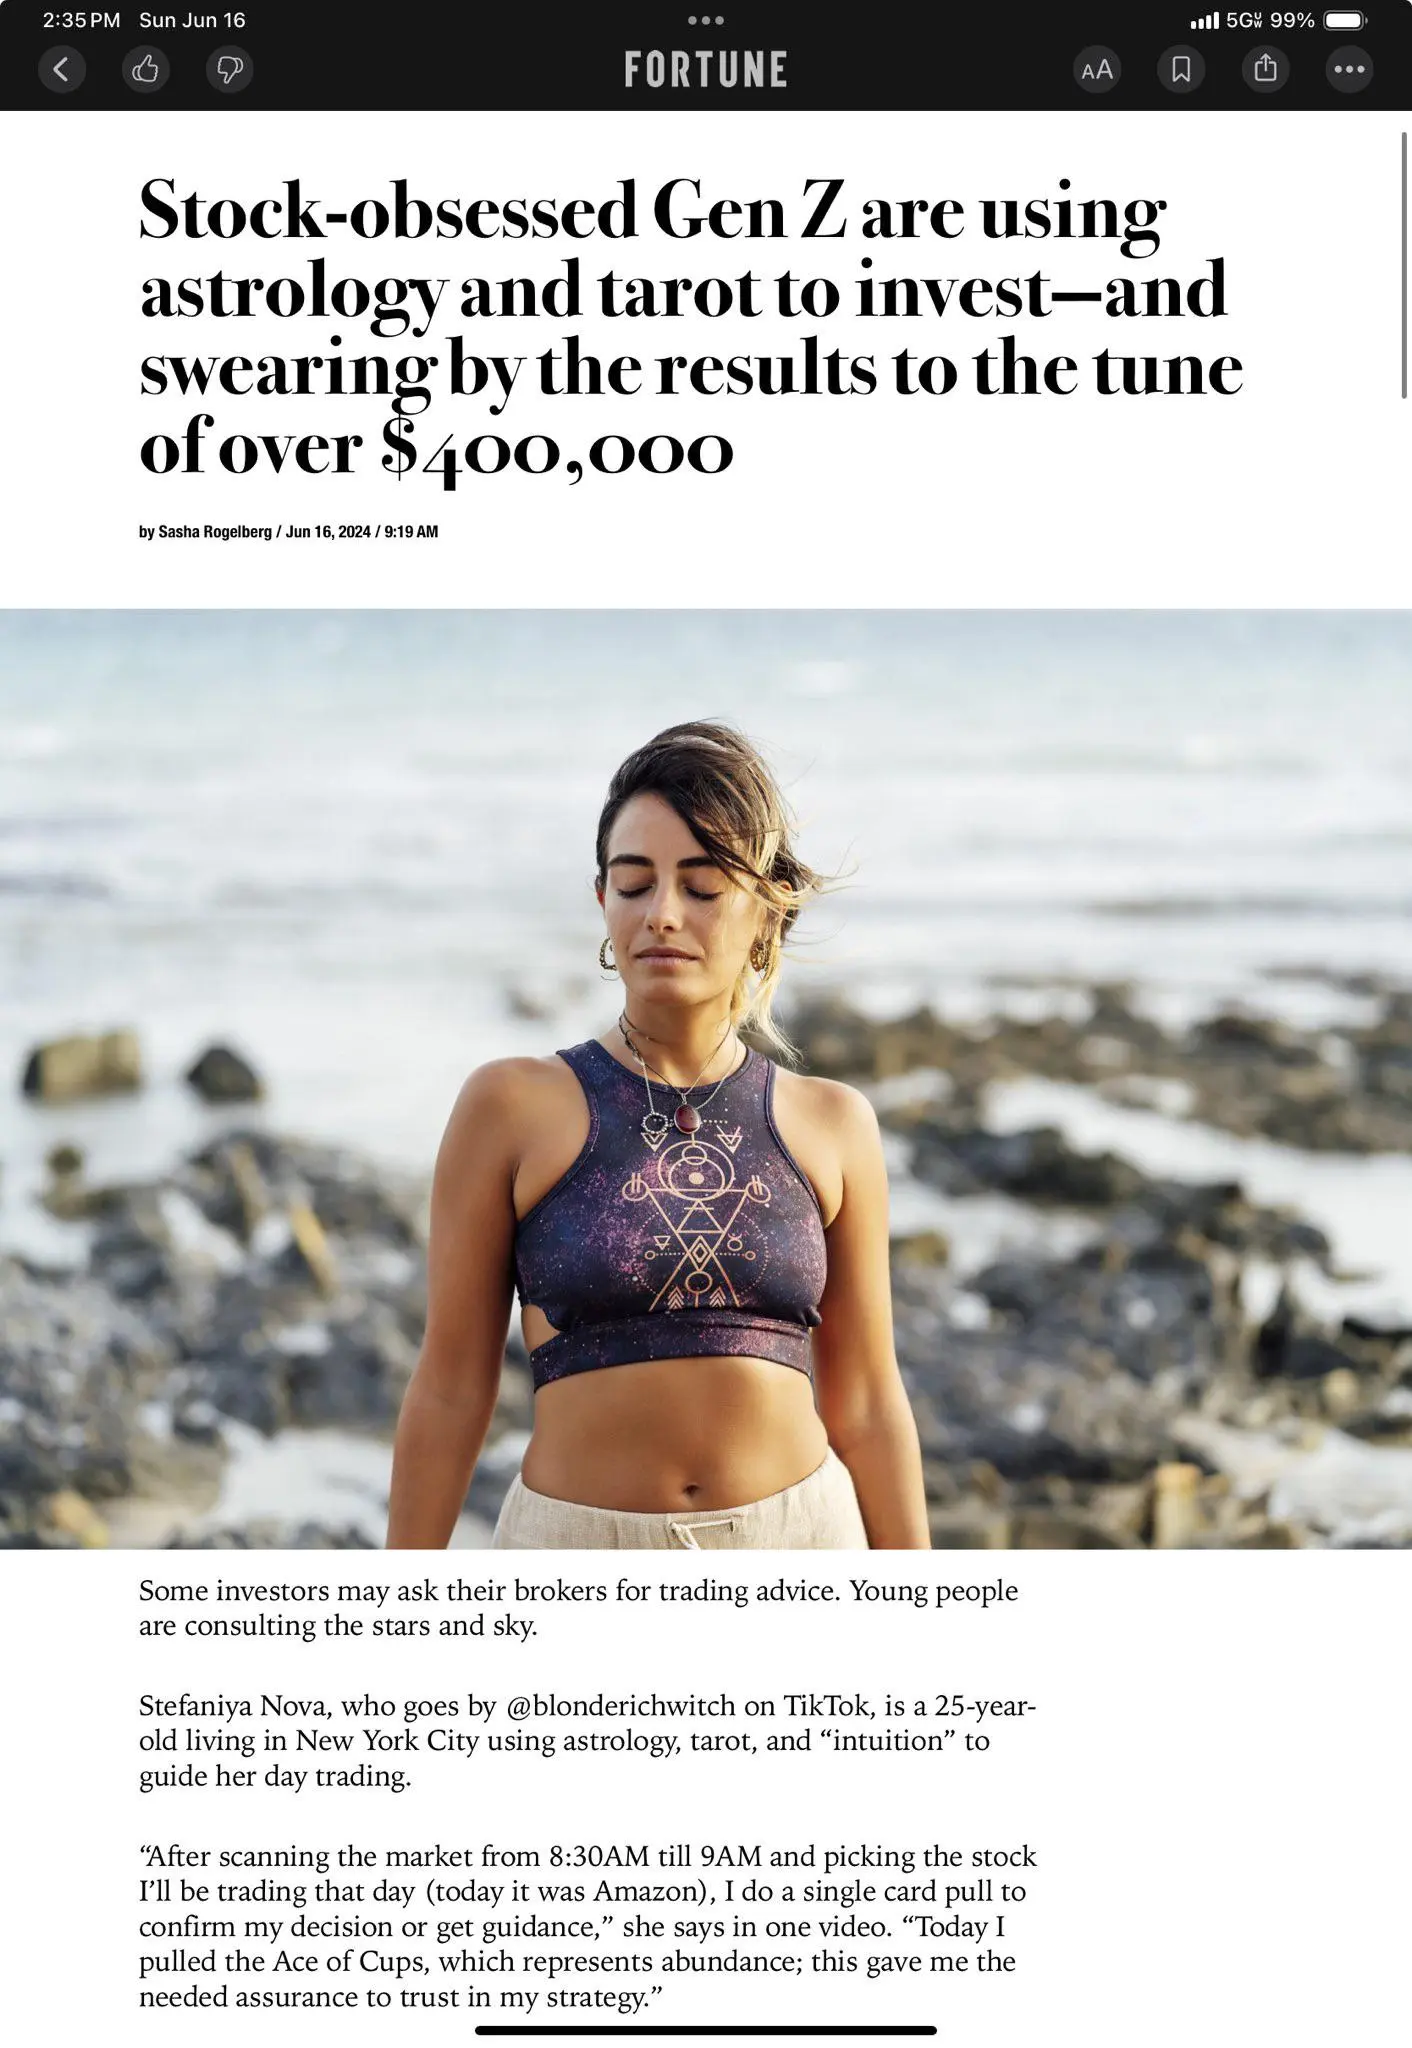 2:35 PM Sun Jun 16
5G 99%
FORTUNE
AA
Stock-obsessed Gen Z are using
astrology and tarot to invest—and
swearing by the results to the tune
of over $400,000
by Sasha Rogelberg / Jun 16, 2024 / 9:19 AM
Some investors may ask their brokers for trading advice. Young people
are consulting the stars and sky.
Stefaniya Nova, who goes by @blonderichwitch on TikTok, is a 25-year-
old living in New York City using astrology, tarot, and “intuition” to
guide her day trading.
“After scanning the market from 8:30AM till 9AM and picking the stock
I’ll be trading that day (today it was Amazon), I do a single card pull to
confirm my decision or get guidance,” she says in one video. “Today I
pulled the Ace of Cups, which represents abundance; this gave me the
needed assurance to trust in my strategy.”